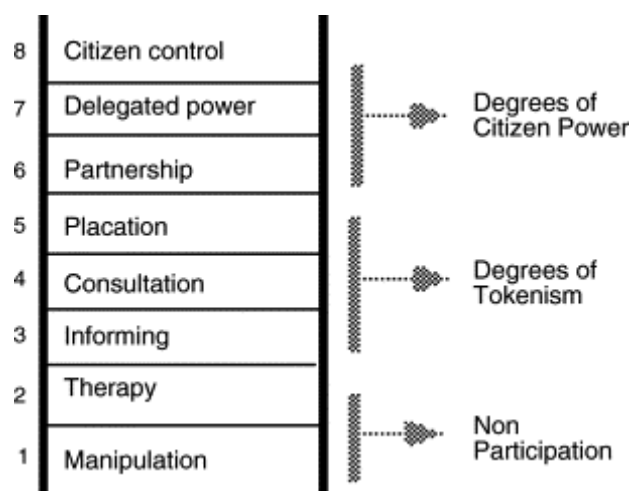 8 Citizen control
7 Delegated power
6 Partnership
5 Placation
4 Consultation
3 Informing
2 Therapy
1 Manipulation
Degrees of
Citizen Power
Degrees of
Tokenism
Non
Participation